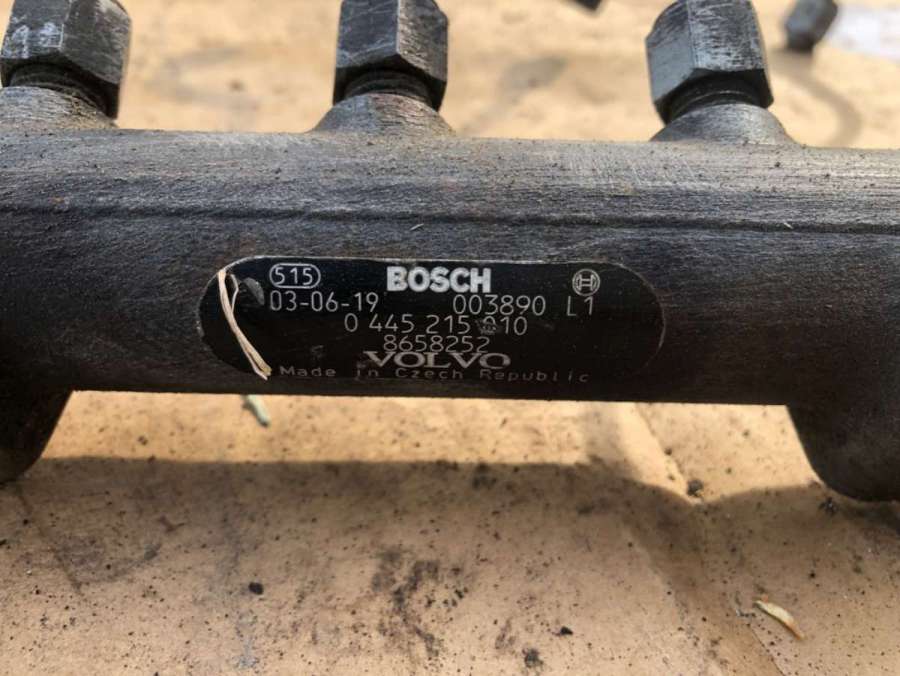 515 BOSCH
03-06-19 003890 L1
0 445 215 010
8658252
VOLVO
Made in Czech Republic